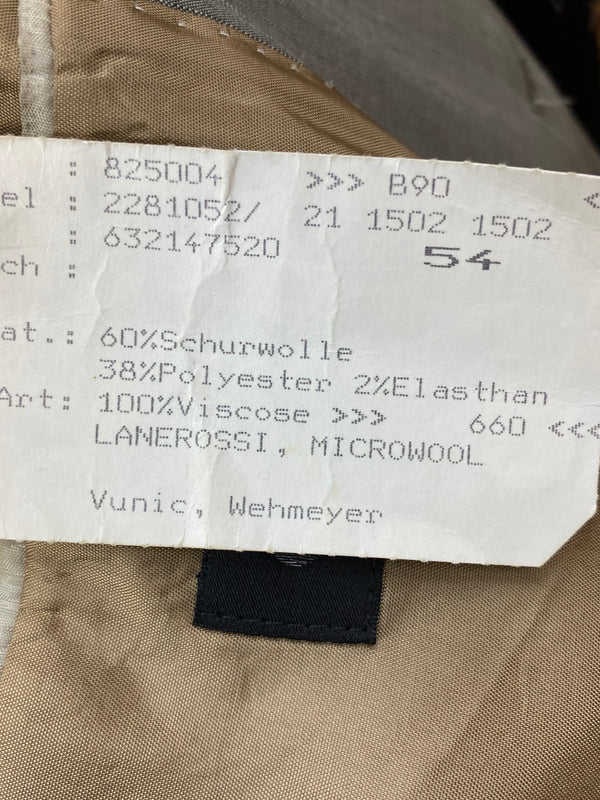 : 825004 >>> B90 <
el : 2281052/ 21 1502 1502
: 632147520 54
ch :
at.: 60%Schurwolle
38%Polyester 2%Elasthan
Art: 100%Viscose >>> 660 <<<
LANEROSSI, MICROWOOL
Vunic, Wehmeyer